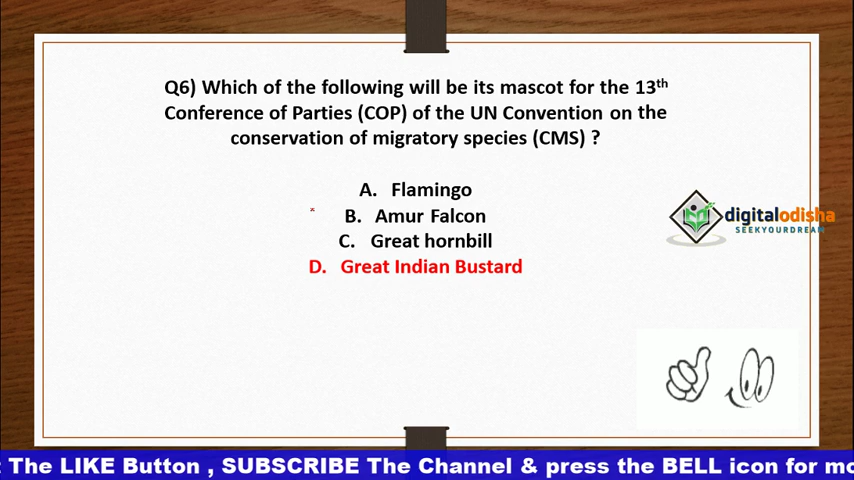 Q6) Which of the following will be its mascot for the 13th
Conference of Parties (COP) of the UN Convention on the
conservation of migratory species (CMS) ?
A. Flamingo
B. Amur Falcon
C. Great hornbill
D. Great Indian Bustard
digitalodisha
SEEKYOURDREAM
The LIKE Button , SUBSCRIBE The Channel & press the BELL icon for